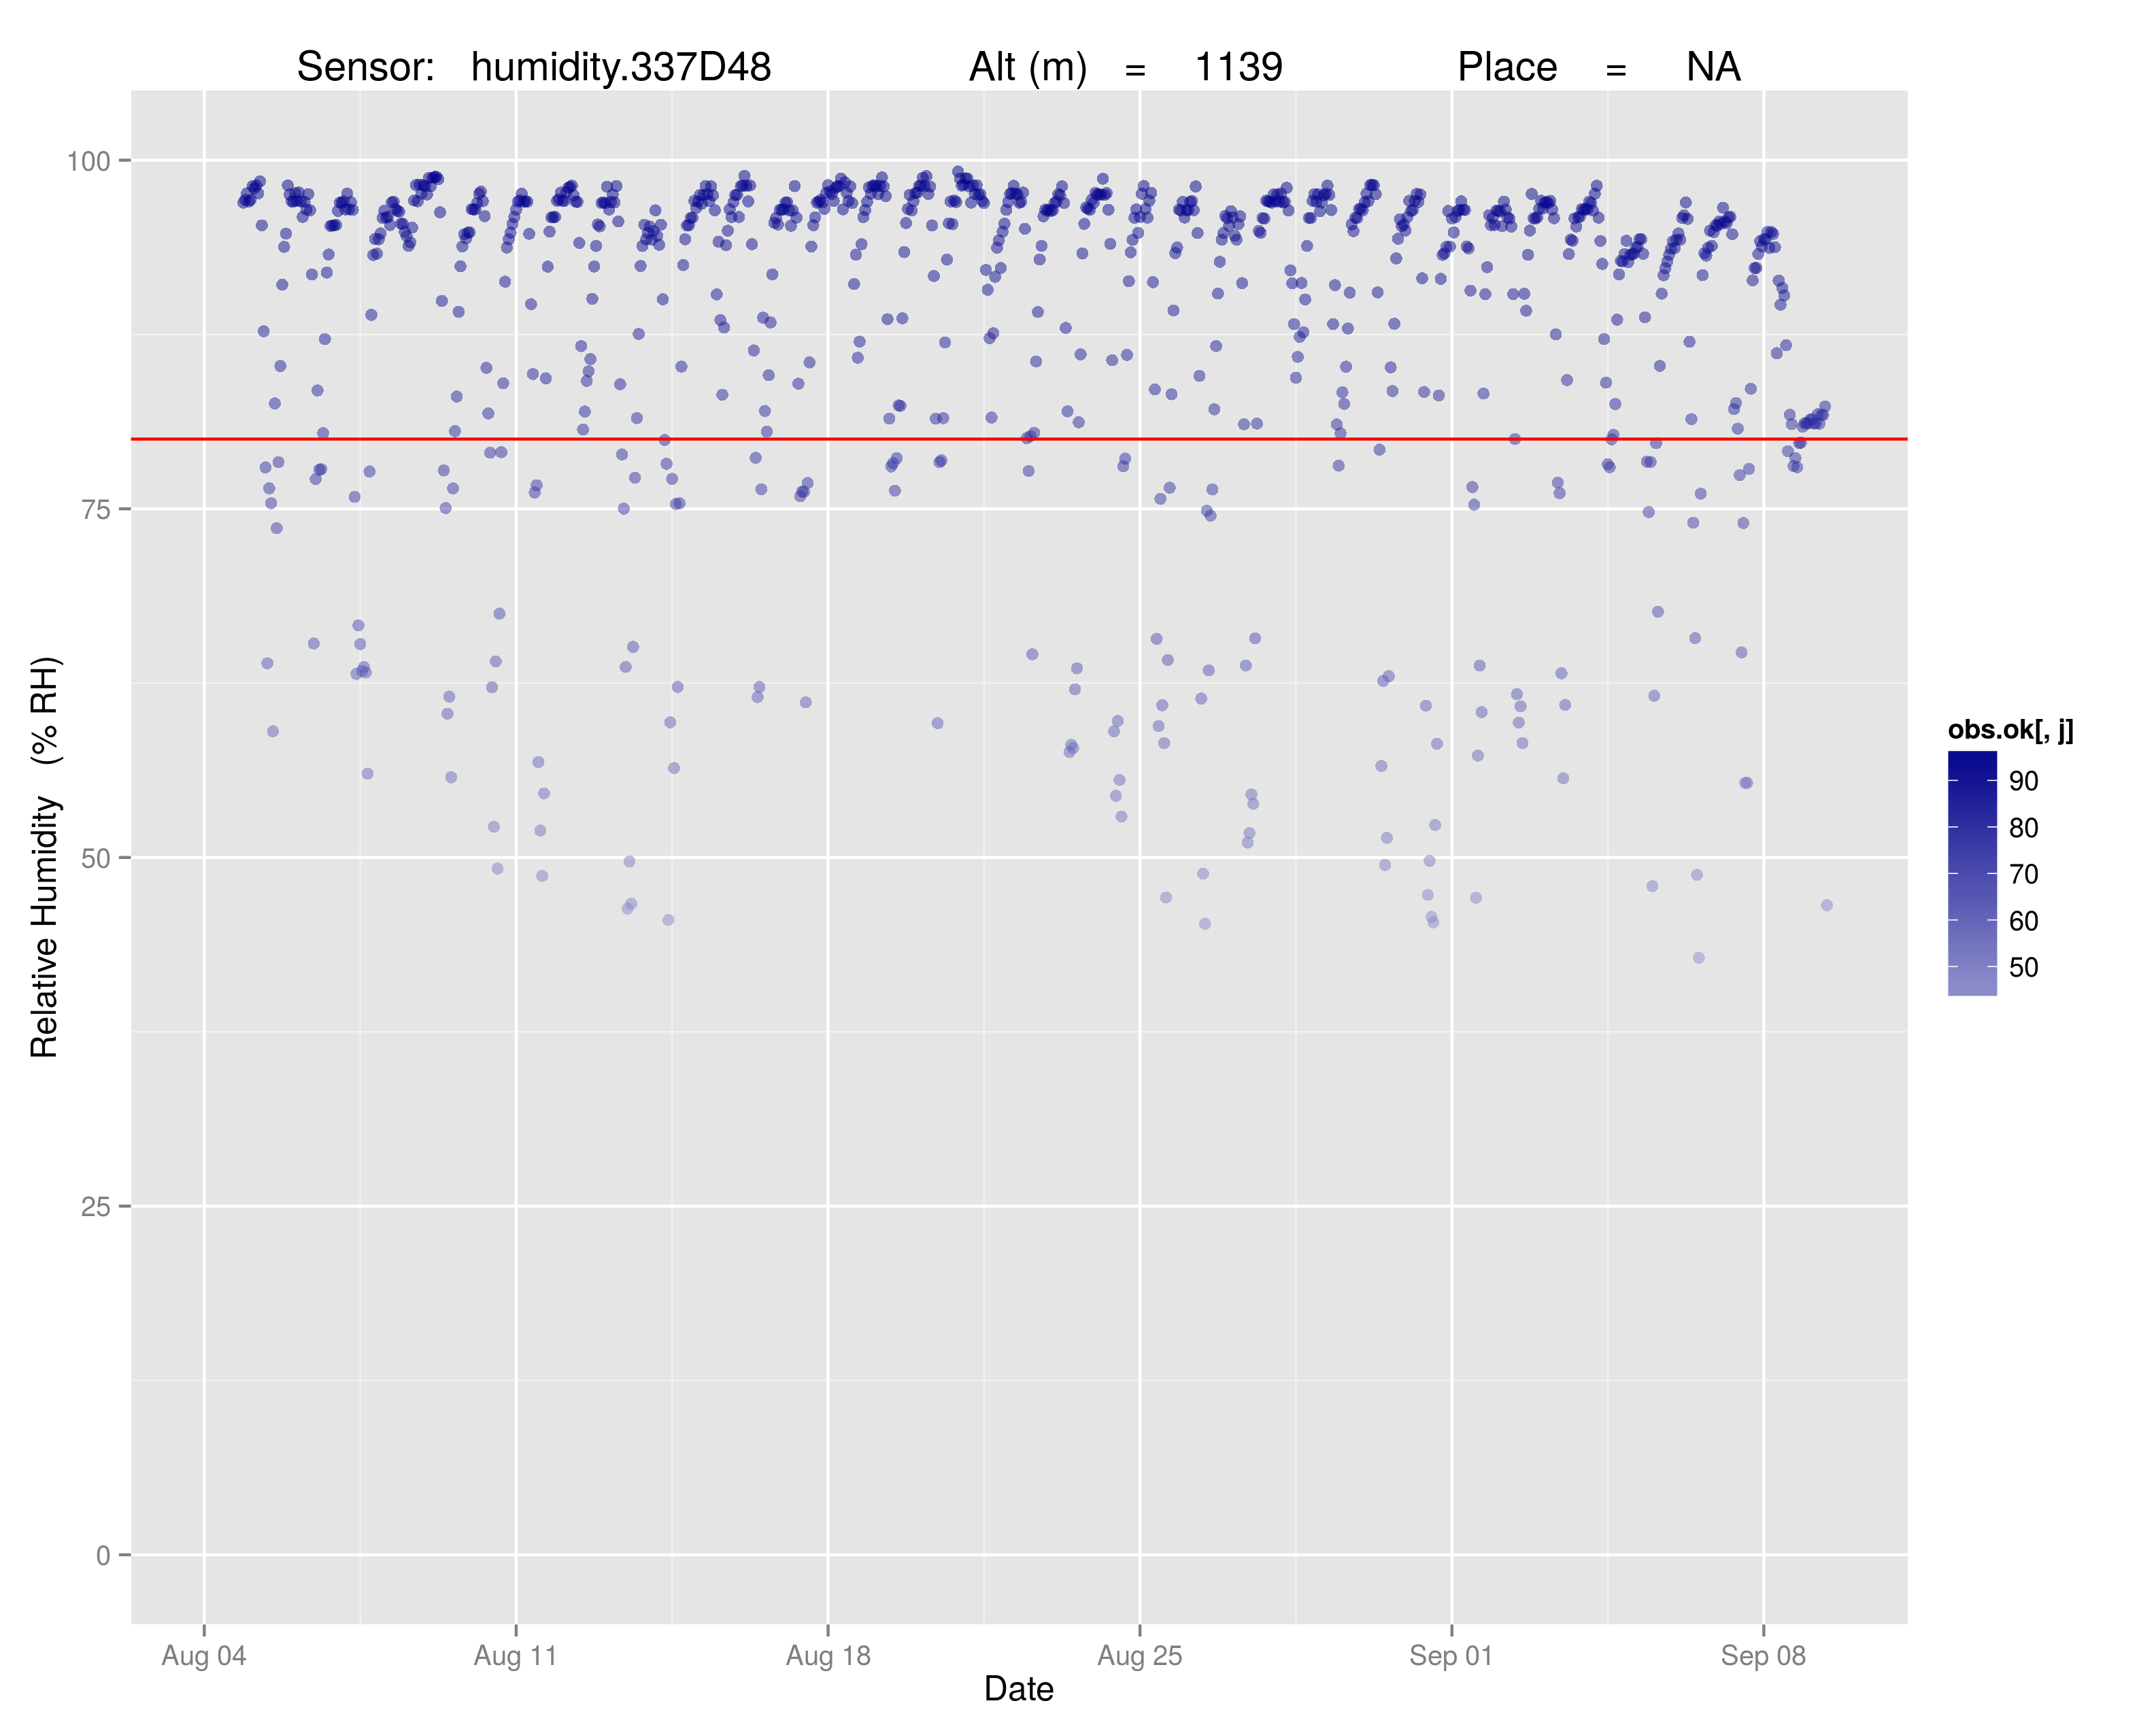 Sensor: humidity.337D48 Alt (m) = 1139 Place = NA
Relative Humidity (% RH)
100
75
50
25
0
Aug 04 Aug 11 Aug 18 Aug 25 Sep 01 Sep 08
Date
obs.ok[, j]
90
80
70
60
50